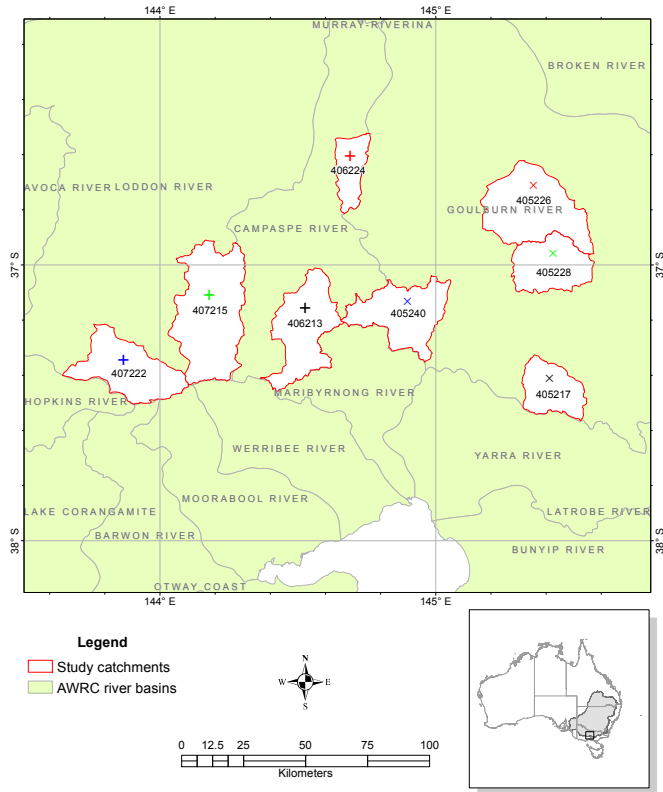 144° E
145° E
MURRAY-RIVERINA
BROKEN RIVER
406224
AVOCA RIVER
LODDON RIVER
405226
GOULBURN RIVER
CAMPASPE RIVER
37° S
37° S
405228
407215
406213
405240
407222
HOPKINS RIVER
MARIBYRNONG RIVER
405217
WERRIBEE RIVER
YARRA RIVER
MOORABOOL RIVER
LAKE CORANGAMITE
LATROBE RIVER
BARWON RIVER
38° S
38° S
BUNYIP RIVER
OTWAY COAST
144° E
145° E
Legend
Study catchments
AWRC river basins
N
W
E
S
0 12.5 25 50 75 100
Kilometers